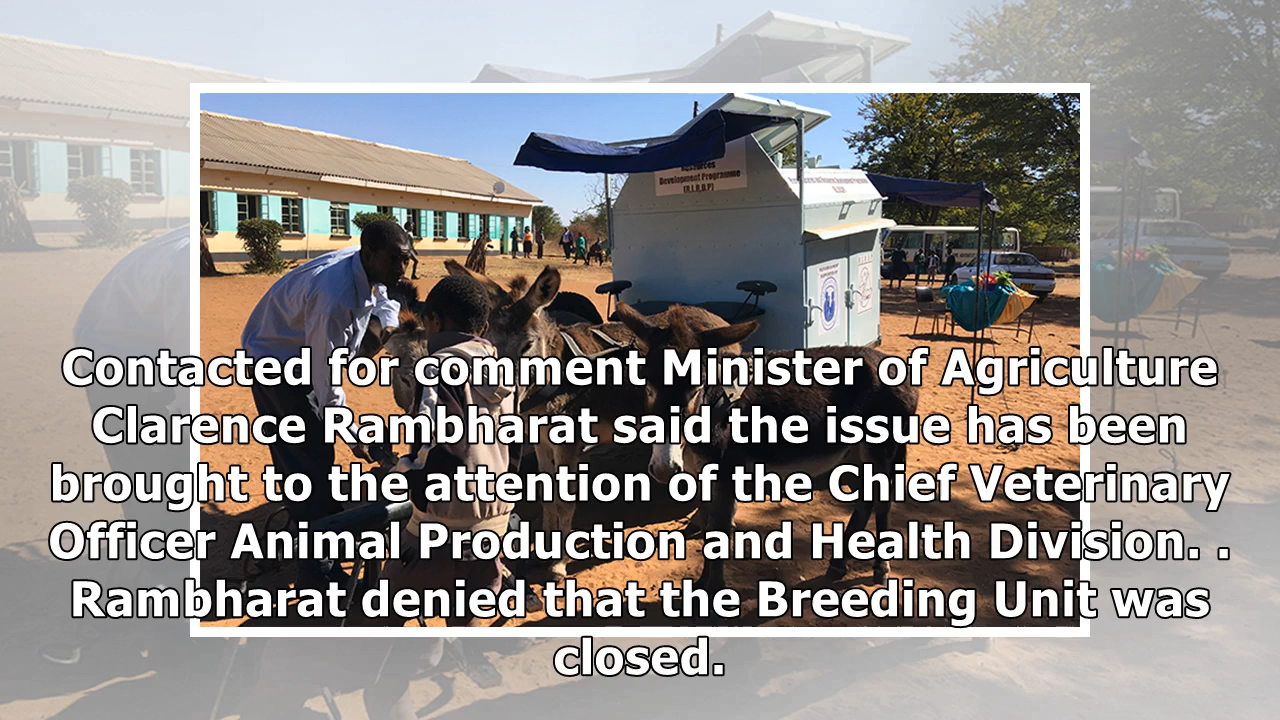 Development Programme
(R.I.R.D.P)
Contacted for comment Minister of Agriculture
Clarence Rambharat said the issue has been
brought to the attention of the Chief Veterinary
Officer Animal Production and Health Division. .
Rambharat denied that the Breeding Unit was
closed.